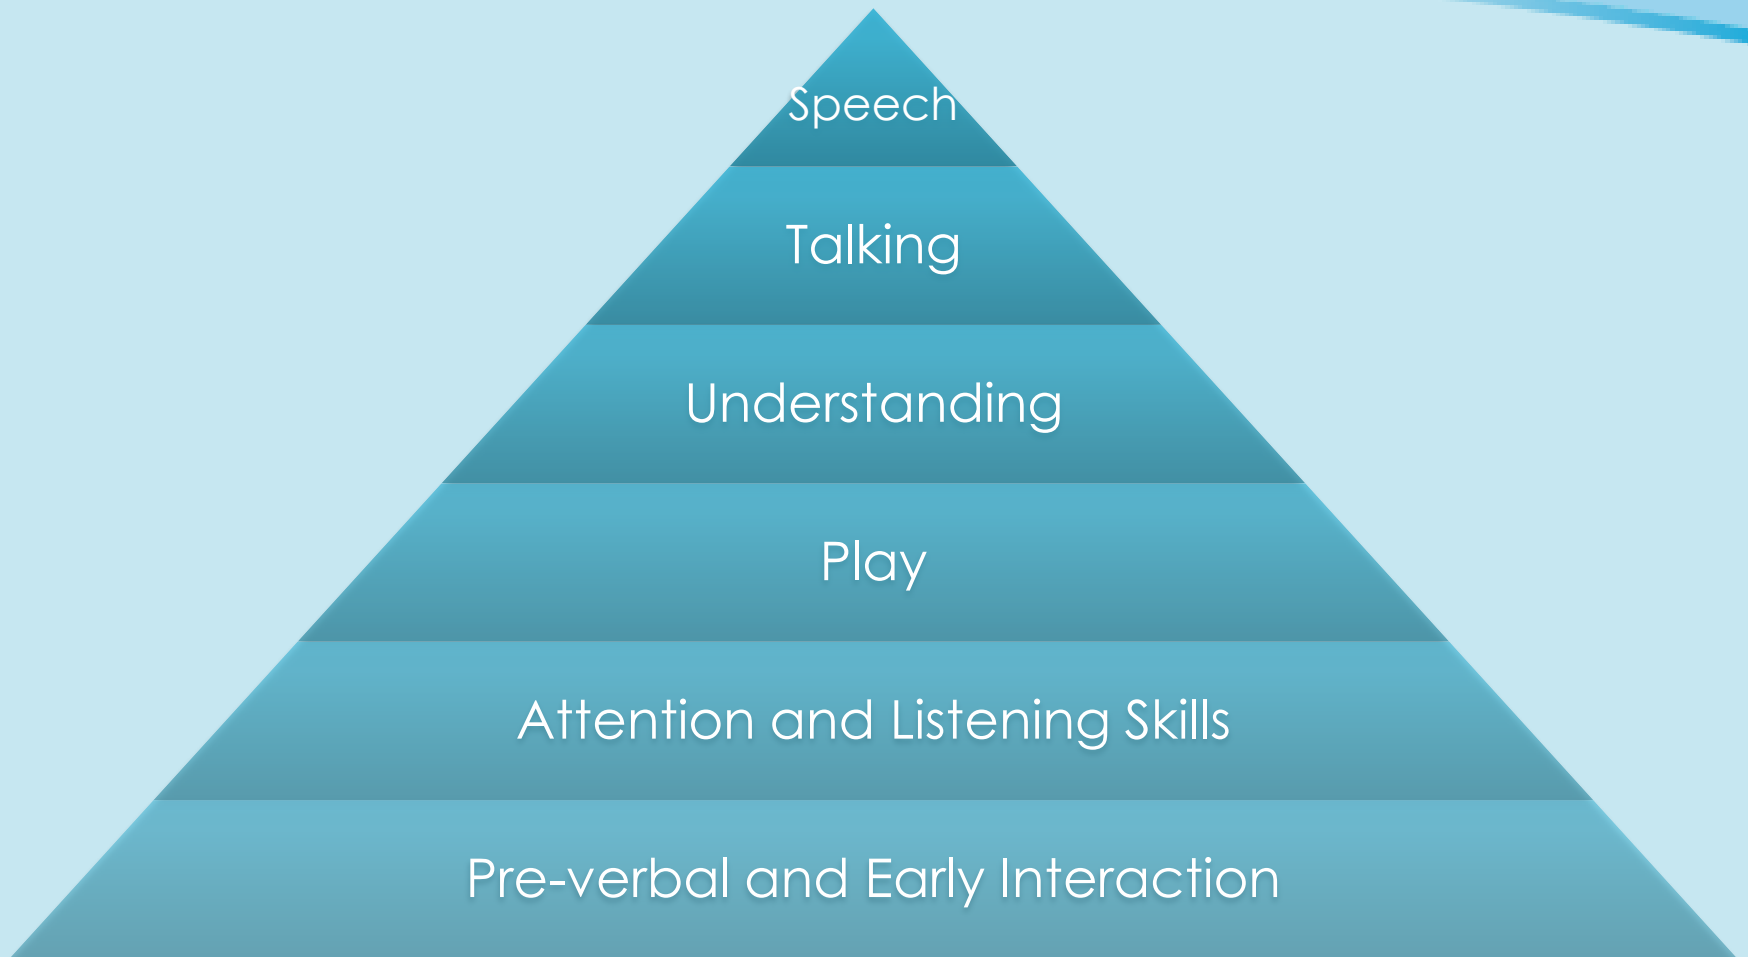 Speech
Talking
Understanding
Play
Attention and Listening Skills
Pre-verbal and Early Interaction